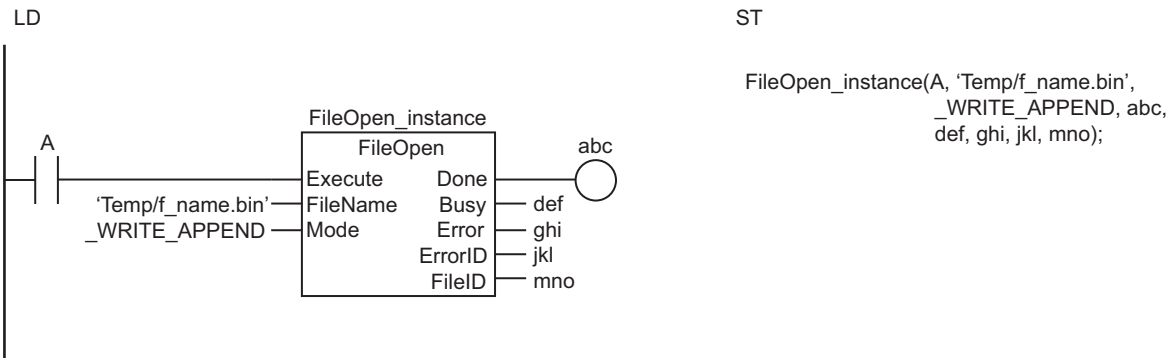 LD
ST
FileOpen_instance(A, ‘Temp/f_name.bin’,
_WRITE_APPEND, abc,
def, ghi, jkl, mno);
FileOpen_instance
A
FileOpen
abc
Execute Done
‘Temp/f_name.bin’ FileName Busy def
_WRITE_APPEND Mode Error ghi
ErrorID jkl
FileID mno